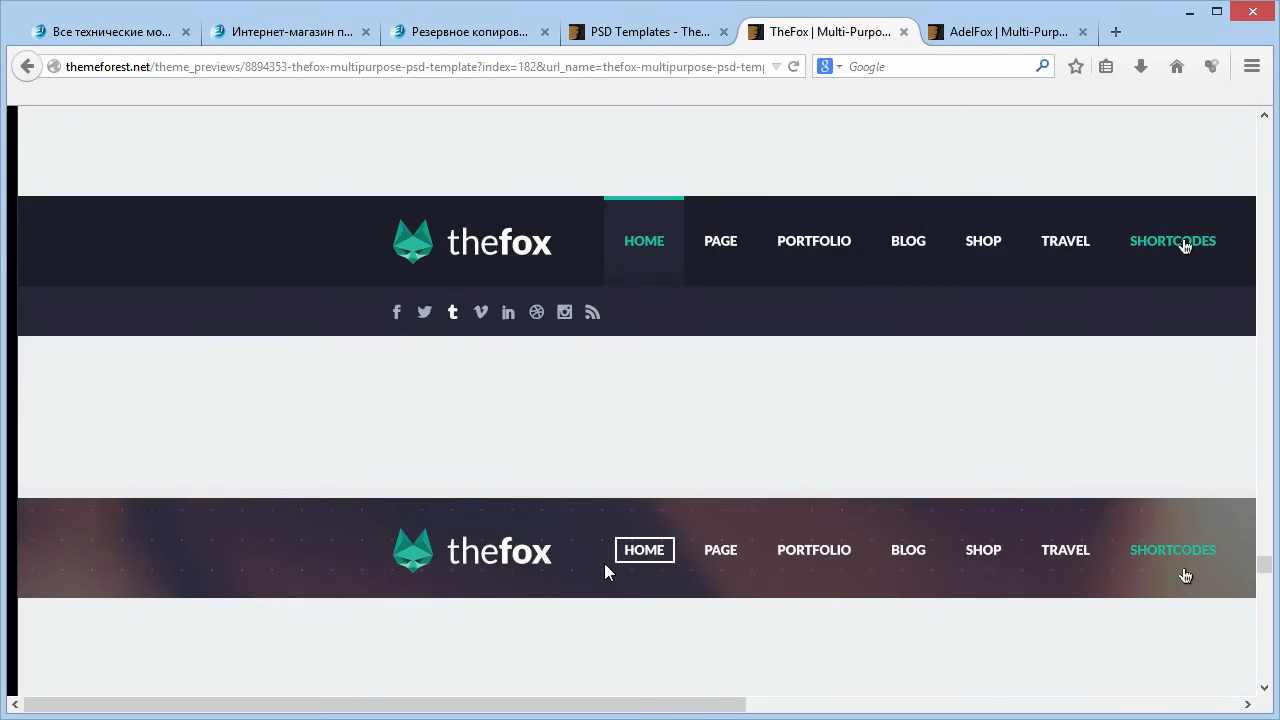 Все технические мо...
Интернет-магазин п...
Резервное копиров...
PSD Templates - The...
TheFox | Multi-Purpo...
AdelFox | Multi-Purp...
themeforest.net/theme_previews/8894353-thefox-multipurpose-psd-template?index=182&url_name=thefox-multipurpose-psd-temp
Google
thefox HOME PAGE PORTFOLIO BLOG SHOP TRAVEL SHORTCODES
thefox HOME PAGE PORTFOLIO BLOG SHOP TRAVEL SHORTCODES